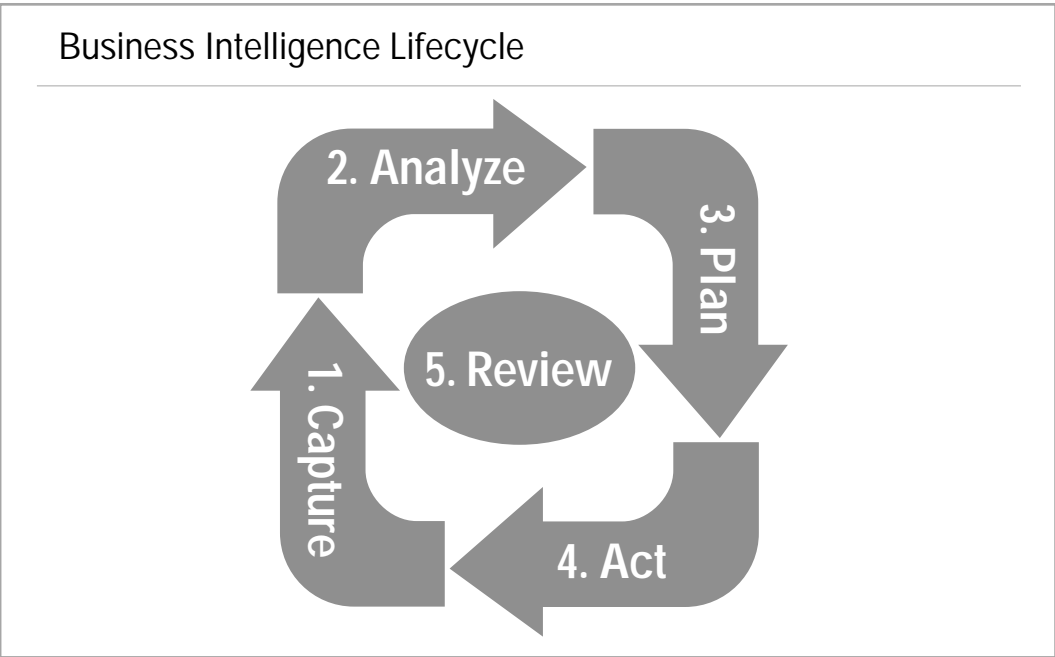 Business Intelligence Lifecycle
1. Capture
2. Analyze
3. Plan
4. Act
5. Review